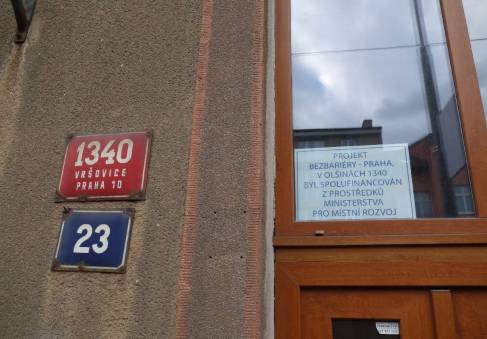 1340
VRŠOVICE
PRAHA 10
23
PROJEKT
BEZBARIÉRY - PRAHA,
V OLŠINÁCH 1340
BYL SPOLUFINANCOVÁN
Z PROSTŘEDKŮ
MINISTERSTVA
PRO MÍSTNÍ ROZVOJ